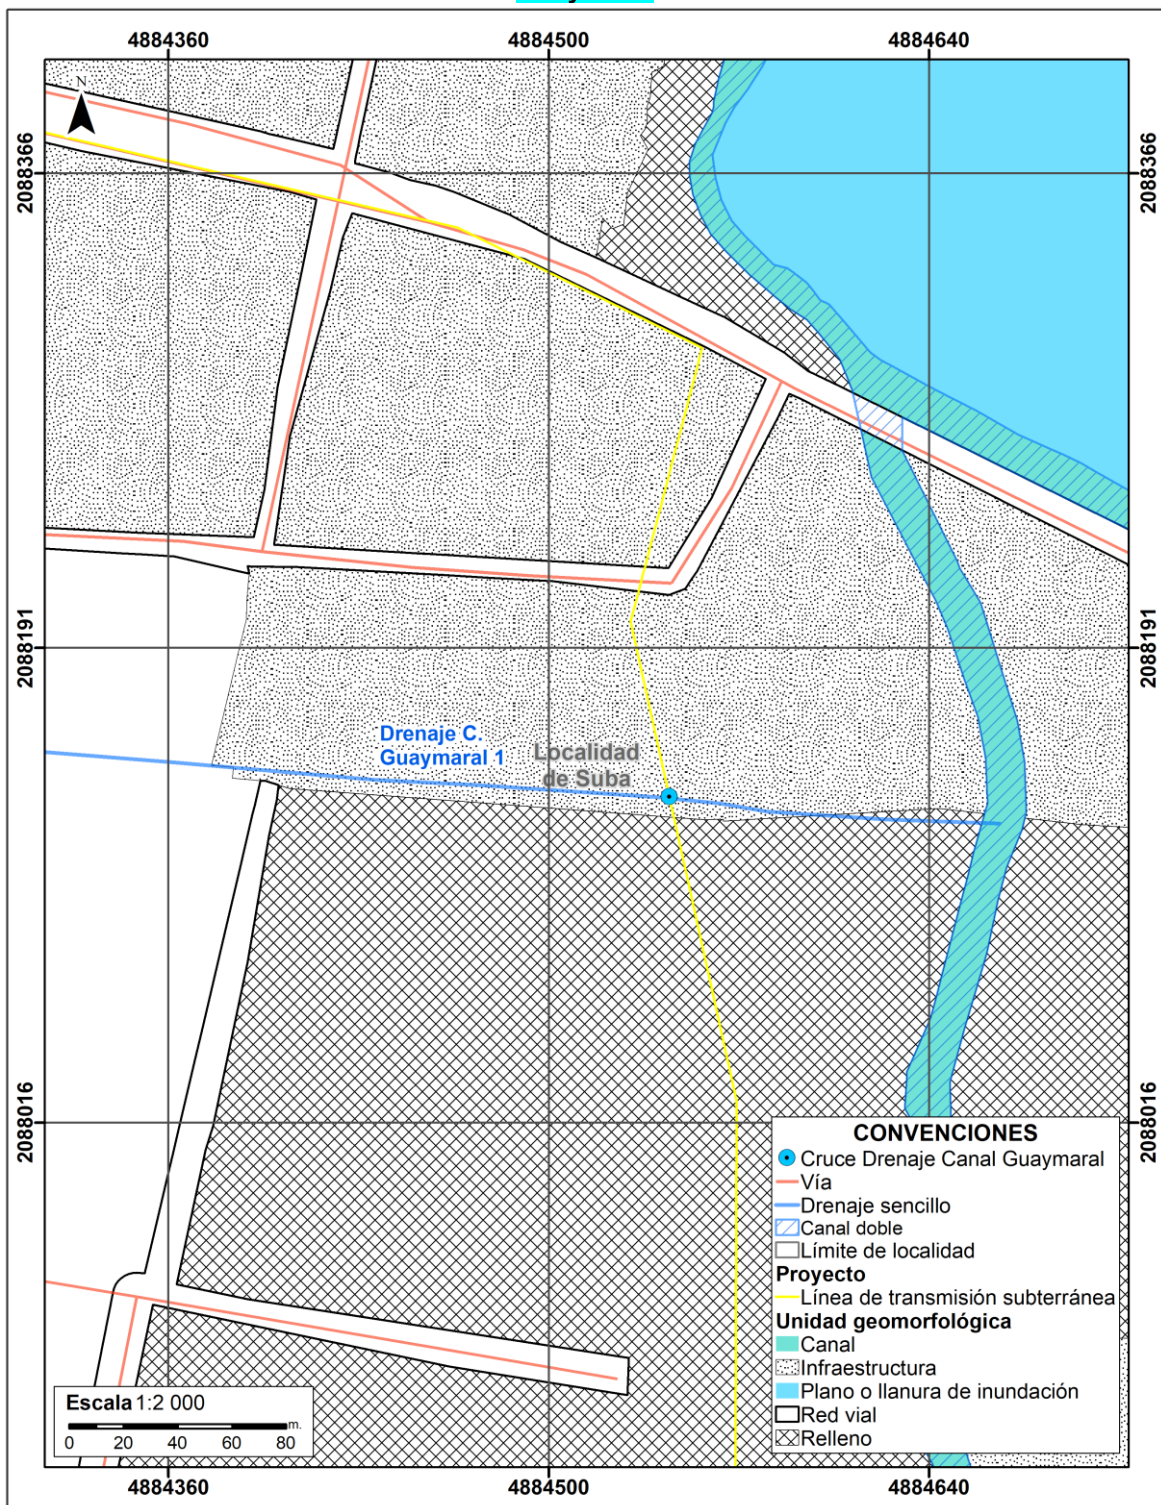 4884360 4884500 4884640
N
2088366 2088366
2088191 2088191
Drenaje C.
Guaymaral 1
Localidad
de Suba
2088016 2088016
CONVENCIONES
Cruce Drenaje Canal Guaymaral
Vía
Drenaje sencillo
Canal doble
Límite de localidad
Proyecto
Línea de transmisión subterránea
Unidad geomorfológica
Canal
Infraestructura
Plano o llanura de inundación
Red vial
Relleno
Escala 1:2 000
m.
0 20 40 60 80
4884360 4884500 4884640